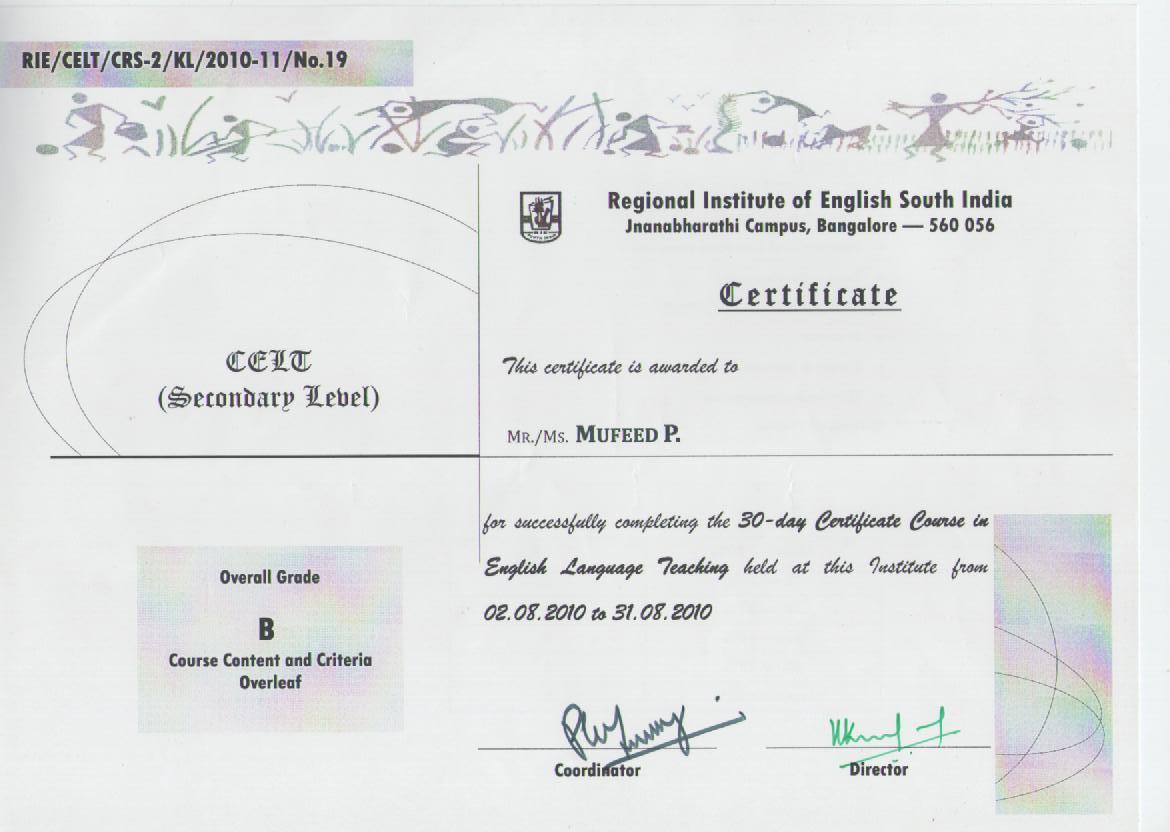 RIE/CELT/CRS-2/KL/2010-11/No.19
Regional Institute of English South India
Jnanabharathi Campus, Bangalore — 560 056
Certificate
CELT
(Secondary Level)
This certificate is awarded to
MR./MS. MUFEED P.
for successfully completing the 30-day Certificate Course in
English Language Teaching held at this Institute from
02.08.2010 to 31.08.2010
Overall Grade
B
Course Content and Criteria
Overleaf
Coordinator
Director